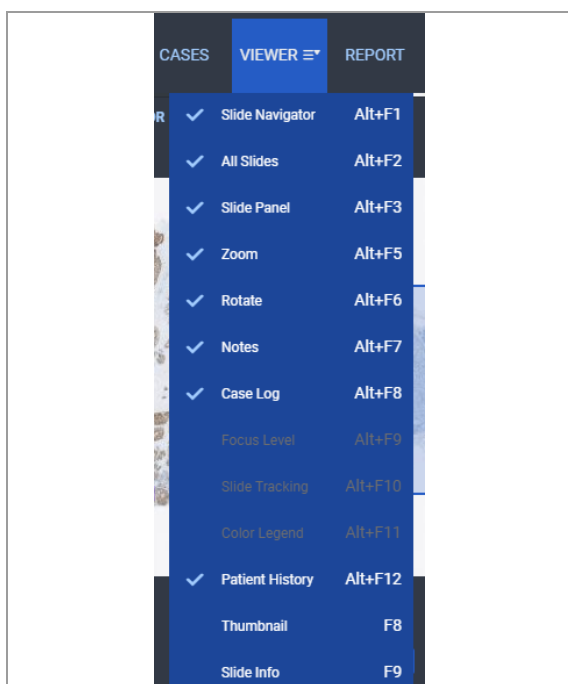 CASES VIEWER REPORT
OR
Slide Navigator Alt+F1
All Slides Alt+F2
Slide Panel Alt+F3
Zoom Alt+F5
Rotate Alt+F6
Notes Alt+F7
Case Log Alt+F8
Focus Level Alt+F9
Slide Tracking Alt+F10
Color Legend Alt+F11
Patient History Alt+F12
Thumbnail F8
Slide Info F9